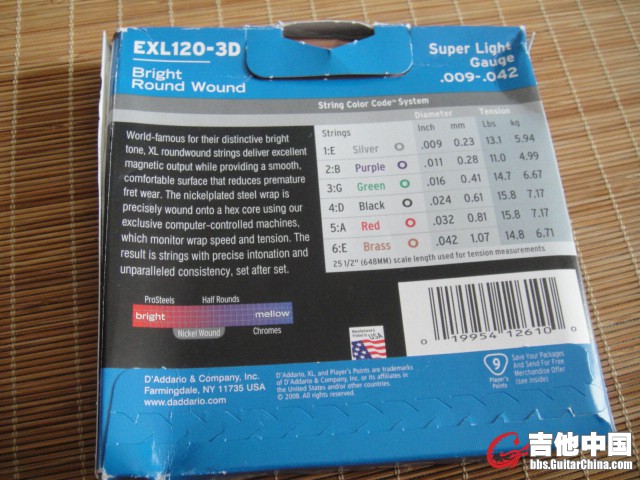 EXL120-3D
Bright
Round Wound
Super Light
Gauge
.009-.042
String Color Code™ System
Strings Diameter Tension
Inch mm Lbs kg
1:E Silver .009 0.23 13.1 5.94
2:B Purple .011 0.28 11.0 4.99
3:G Green .016 0.41 14.7 6.67
4:D Black .024 0.61 15.8 7.17
5:A Red .032 0.81 15.8 7.17
6:E Brass .042 1.07 14.8 6.71
25 1/2" (648MM) scale length used for tension measurements
World-famous for their distinctive bright
tone, XL roundwound strings deliver excellent
magnetic output while providing a smooth,
comfortable surface that reduces premature
fret wear. The nickelplated steel wrap is
precisely wound onto a hex core using our
exclusive computer-controlled machines,
which monitor wrap speed and tension. The
result is strings with precise intonation and
unparalleled consistency, set after set.
ProSteels Half Rounds
bright mellow
Nickel Wound Chromes
USA
0 19954 12610 0
D'Addario & Company, Inc.
Farmingdale, NY 11735 USA
www.daddario.com
D'Addario, XL, and Player's Points are trademarks
of D'Addario & Company, Inc. or its affiliates in
the United States and/or other countries.
© 2008. All rights reserved.
9
Player's
Points
Save Your Packages
And Send For Free
Merchandise Offer
(see inside)
吉他中国
bbs.GuitarChina.com